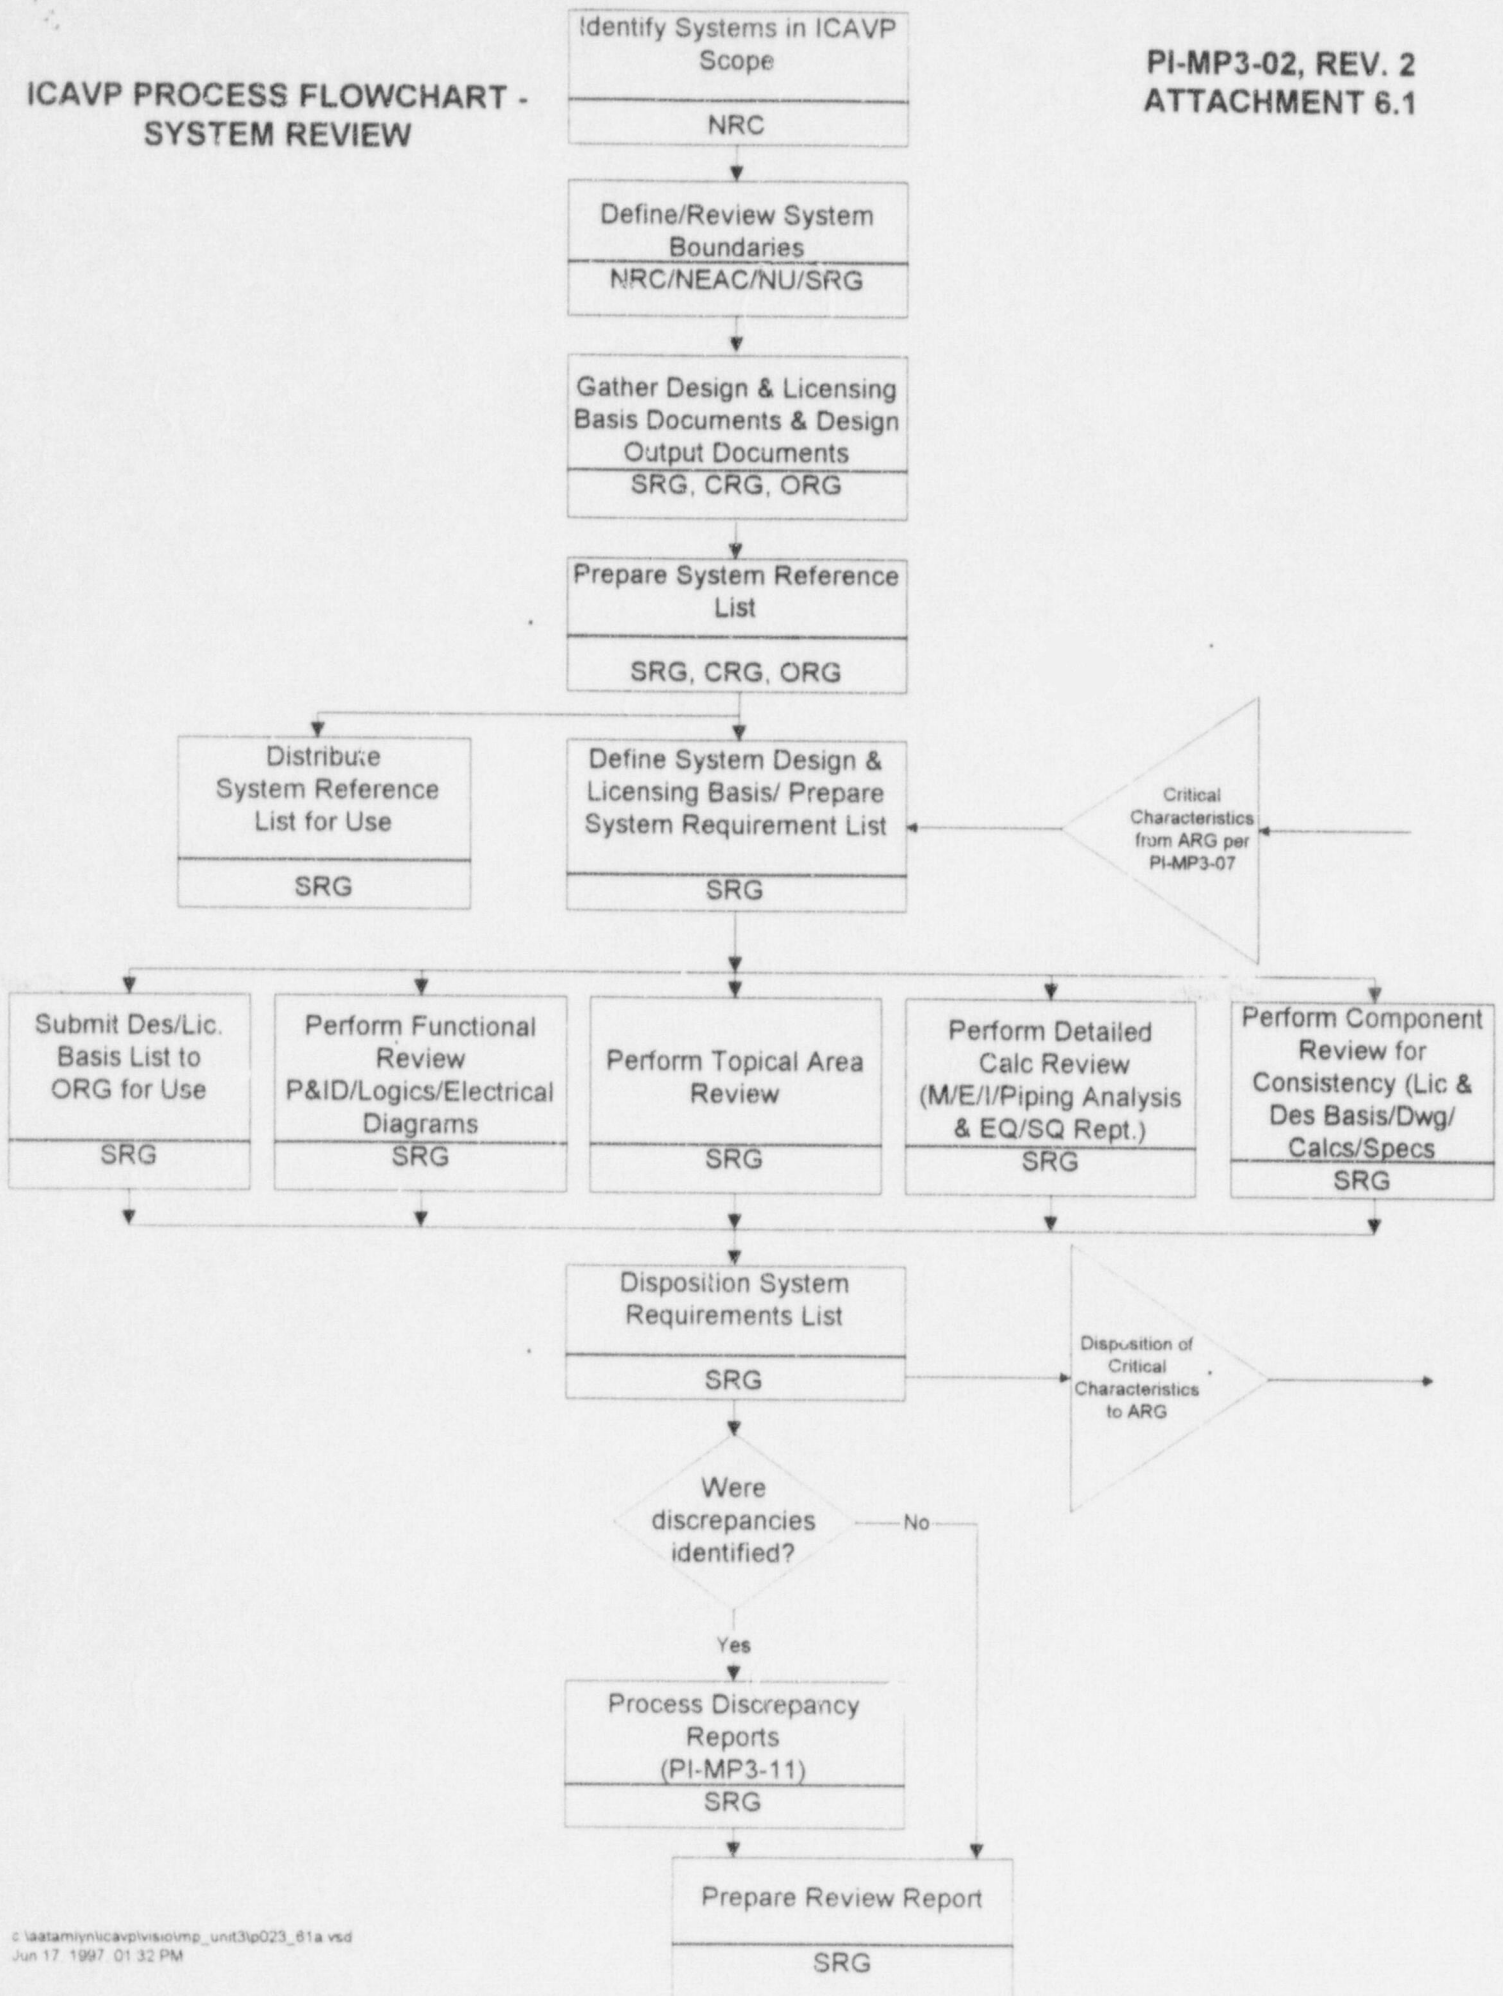 ICAVP PROCESS FLOWCHART -
SYSTEM REVIEW
PI-MP3-02, REV. 2
ATTACHMENT 6.1
Identify Systems in ICAVP
Scope
NRC
Define/Review System
Boundaries
NRC/NEAC/NU/SRG
Gather Design & Licensing
Basis Documents & Design
Output Documents
SRG, CRG, ORG
Prepare System Reference
List
SRG, CRG, ORG
Distribute
System Reference
List for Use
SRG
Define System Design &
Licensing Basis/ Prepare
System Requirement List
SRG
Critical
Characteristics
from ARG per
PI-MP3-07
Submit Des/Lic.
Basis List to
ORG for Use
SRG
Perform Functional
Review
P&ID/Logics/Electrical
Diagrams
SRG
Perform Topical Area
Review
SRG
Perform Detailed
Calc Review
(M/E/I/Piping Analysis
& EQ/SQ Rept.)
SRG
Perform Component
Review for
Consistency (Lic &
Des Basis/Dwg/
Calcs/Specs
SRG
Disposition System
Requirements List
SRG
Disposition of
Critical
Characteristics
to ARG
Were
discrepancies
identified?
No
Yes
Process Discrepancy
Reports
(PI-MP3-11)
SRG
Prepare Review Report
SRG
c:\aatamlyn\icavp\visio\mp_unit3\p023_61a.vsd
Jun 17, 1997 01:32 PM